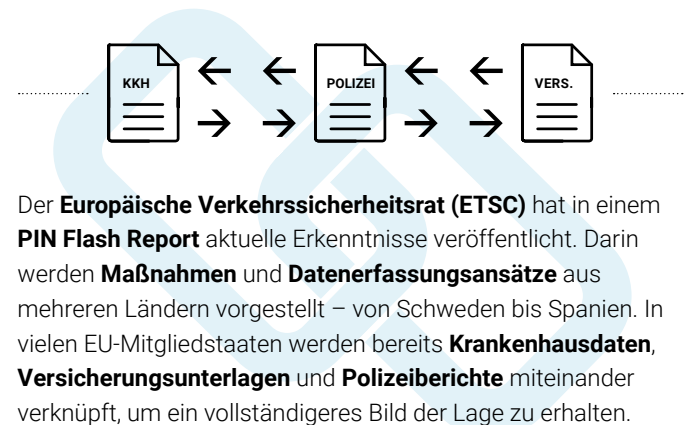 KKH POLIZEI VERS.
Der Europäische Verkehrssicherheitsrat (ETSC) hat in einem
PIN Flash Report aktuelle Erkenntnisse veröffentlicht. Darin
werden Maßnahmen und Datenerfassungsansätze aus
mehreren Ländern vorgestellt – von Schweden bis Spanien. In
vielen EU-Mitgliedstaaten werden bereits Krankenhausdaten,
Versicherungsunterlagen und Polizeiberichte miteinander
verknüpft, um ein vollständigeres Bild der Lage zu erhalten.